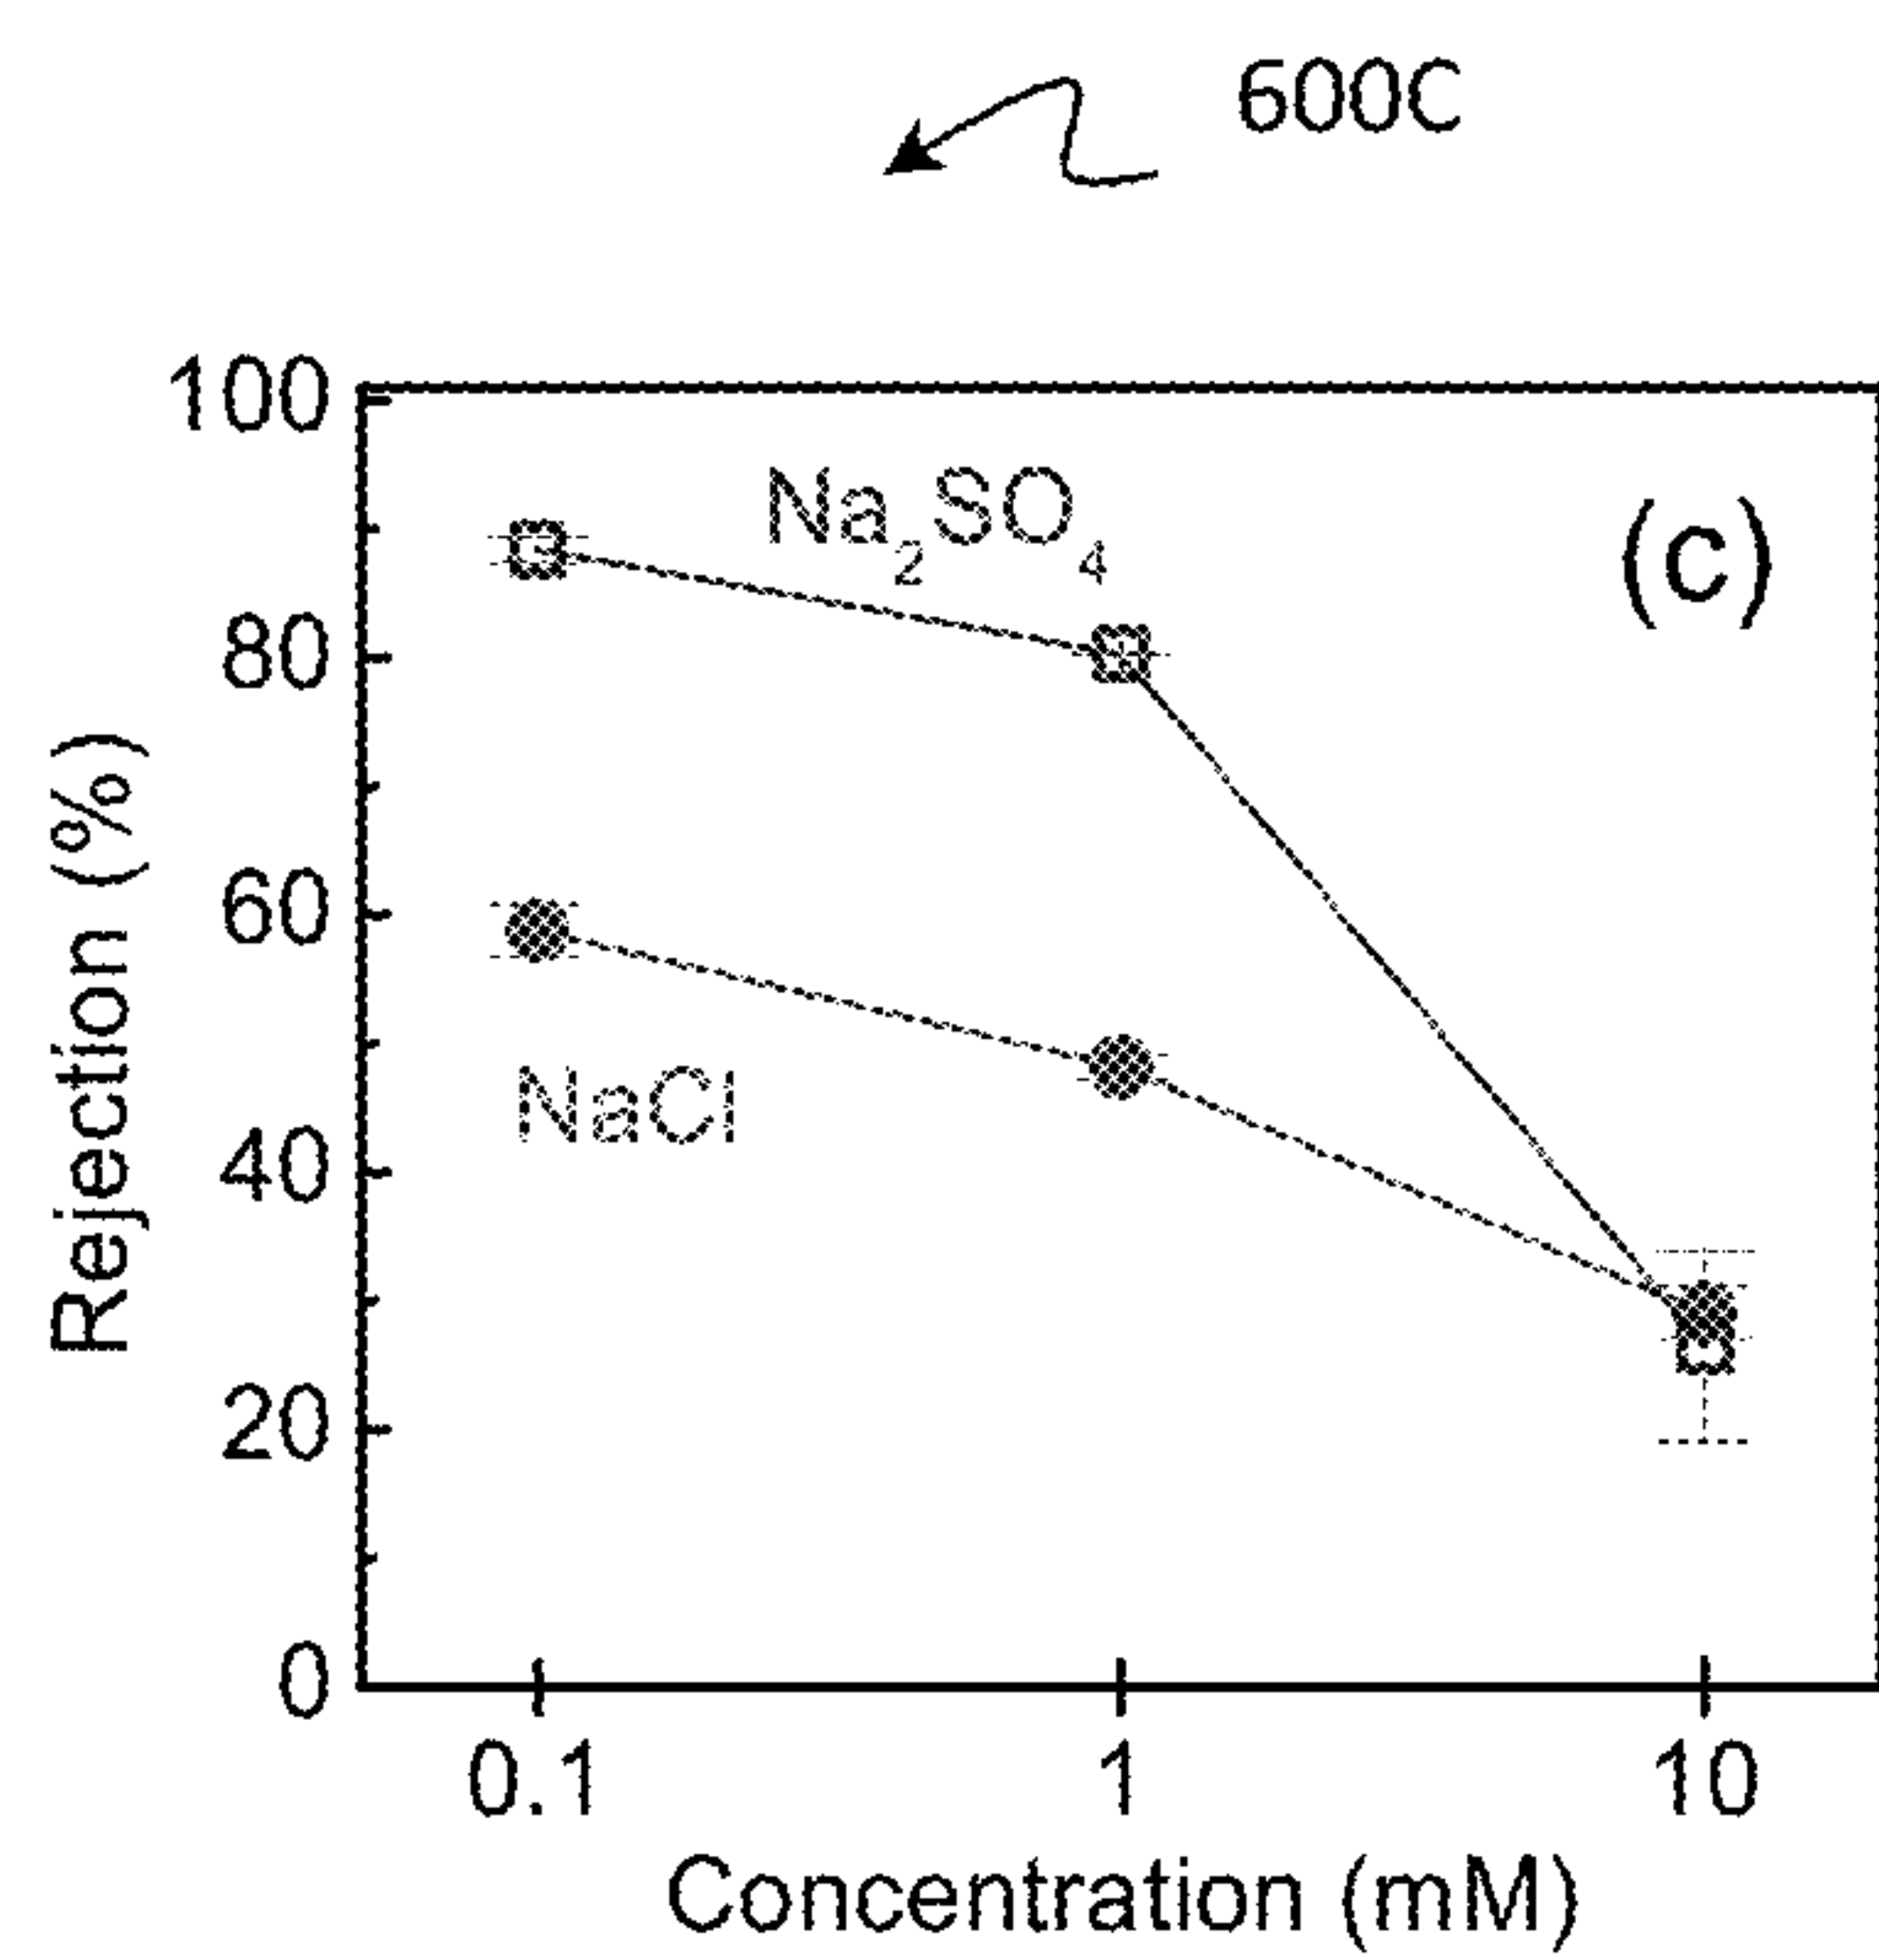 600C
100
Na₂SO₄
(c)
80
60
NaCl
40
20
0
Rejection (%)
0.1 1 10
Concentration (mM)